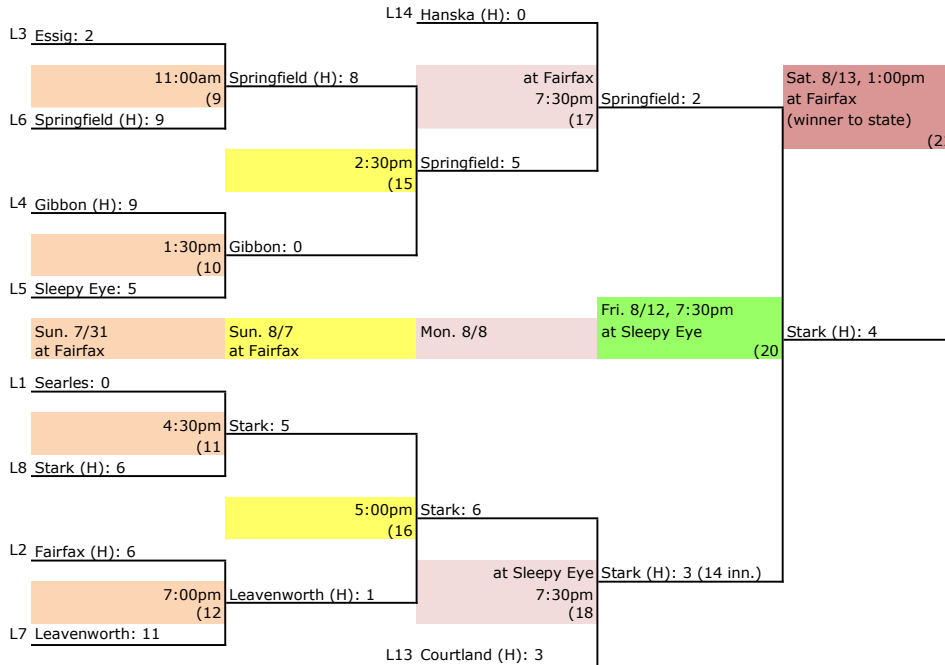 L14 Hanska (H): 0
L3 Essig: 2
11:00am
(9
Springfield (H): 8
at Fairfax
7:30pm
(17
Springfield: 2
Sat. 8/13, 1:00pm
at Fairfax
(winner to state)
L6 Springfield (H): 9
2:30pm
(15
Springfield: 5
L4 Gibbon (H): 9
1:30pm
(10
Gibbon: 0
L5 Sleepy Eye: 5
Sun. 7/31
at Fairfax
Sun. 8/7
at Fairfax
Mon. 8/8
Fri. 8/12, 7:30pm
at Sleepy Eye
(20
Stark (H): 4
L1 Searles: 0
4:30pm
(11
Stark: 5
L8 Stark (H): 6
5:00pm
(16
Stark: 6
L2 Fairfax (H): 6
7:00pm
(12
Leavenworth (H): 1
at Sleepy Eye
7:30pm
(18
Stark (H): 3 (14 inn.)
L7 Leavenworth: 11
L13 Courtland (H): 3